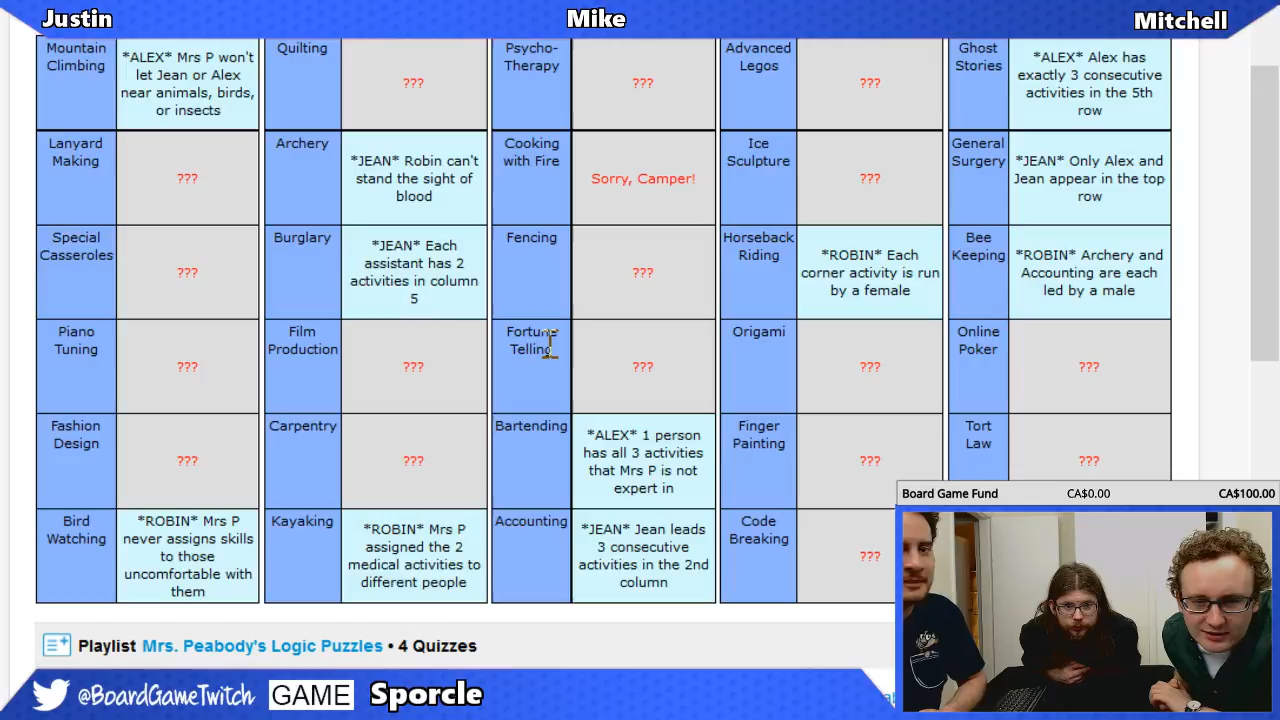 Justin
Mike
Mitchell
Mountain
Climbing
*ALEX* Mrs P won't
let Jean or Alex
near animals, birds,
or insects
Quilting
???
Psycho-
Therapy
???
Advanced
Legos
???
Ghost
Stories
*ALEX* Alex has
exactly 3 consecutive
activities in the 5th
row
Lanyard
Making
???
Archery
*JEAN* Robin can't
stand the sight of
blood
Cooking
with Fire
Sorry, Camper!
Ice
Sculpture
???
General
Surgery
*JEAN* Only Alex and
Jean appear in the top
row
Special
Casseroles
???
Burglary
*JEAN* Each
assistant has 2
activities in column
5
Fencing
???
Horseback
Riding
*ROBIN* Each
corner activity is run
by a female
Bee
Keeping
*ROBIN* Archery and
Accounting are each
led by a male
Piano
Tuning
???
Film
Production
???
Fortune
Telling
???
Origami
???
Online
Poker
???
Fashion
Design
???
Carpentry
???
Bartending
*ALEX* 1 person
has all 3 activities
that Mrs P is not
expert in
Finger
Painting
???
Tort
Law
???
Bird
Watching
*ROBIN* Mrs P
never assigns skills
to those
uncomfortable with
them
Kayaking
*ROBIN* Mrs P
assigned the 2
medical activities to
different people
Accounting
*JEAN* Jean leads
3 consecutive
activities in the 2nd
column
Code
Breaking
???
Board Game Fund CA$0.00 CA$100.00
Playlist Mrs. Peabody's Logic Puzzles • 4 Quizzes
@BoardGameTwitch GAME Sporcle